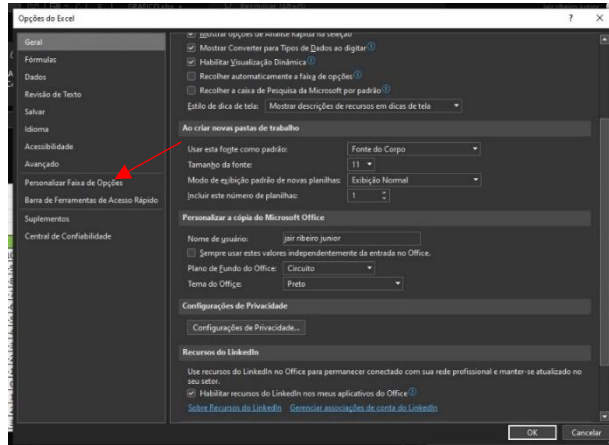 Opções do Excel
? X
Geral
Fórmulas
Dados
Revisão de Texto
Salvar
Idioma
Acessibilidade
Avançado
Personalizar Faixa de Opções
Barra de Ferramentas de Acesso Rápido
Suplementos
Central de Confiabilidade
Mostrar opções de Análise Rápida na seleção
Mostrar Converter para Tipos de Dados ao digitar
Habilitar Visualização Dinâmica
Recolher automaticamente a faixa de opções
Recolher a caixa de Pesquisa da Microsoft por padrão
Estilo de dica de tela: Mostrar descrições de recursos em dicas de tela
Ao criar novas pastas de trabalho
Usar esta fonte como padrão: Fonte do Corpo
Tamanho da fonte: 11
Modo de exibição padrão de novas planilhas: Exibição Normal
Incluir este número de planilhas: 1
Personalizar a cópia do Microsoft Office
Nome de usuário: jair ribeiro junior
Sempre usar estes valores independentemente da entrada no Office.
Plano de Fundo do Office: Circuito
Tema do Office: Preto
Configurações de Privacidade
Configurações de Privacidade...
Recursos do LinkedIn
Use recursos do LinkedIn no Office para permanecer conectado com sua rede profissional e manter-se atualizado no
seu setor.
Habilitar recursos do LinkedIn nos meus aplicativos do Office
Sobre Recursos do LinkedIn Gerenciar associações de conta do LinkedIn
OK Cancelar